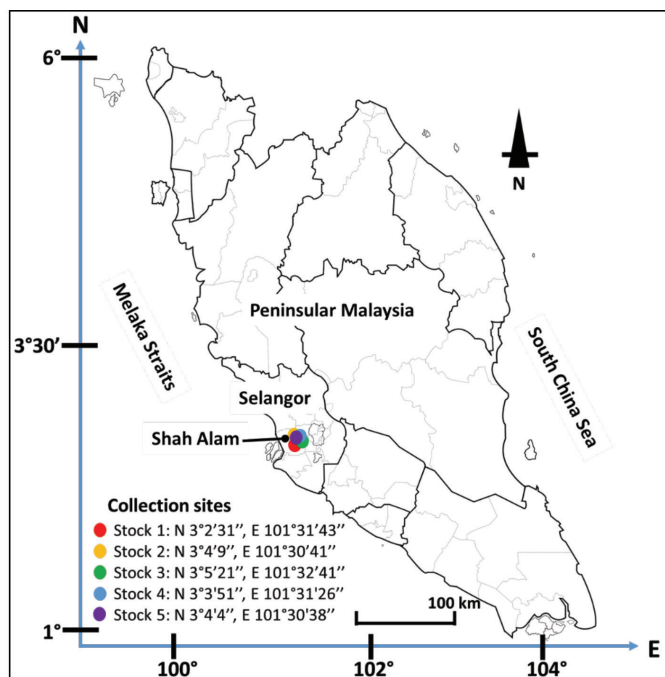 N
6°
N
Melaka Straits
Peninsular Malaysia
South China Sea
3°30’
Selangor
Shah Alam
Collection sites
Stock 1: N 3°2’31’’, E 101°31’43’’
Stock 2: N 3°4’9’’, E 101°30’41’’
Stock 3: N 3°5’21’’, E 101°32’41’’
Stock 4: N 3°3’51’’, E 101°31'26’’
Stock 5: N 3°4'4’’, E 101°30’38’’
100 km
1°
E
100°
102°
104°